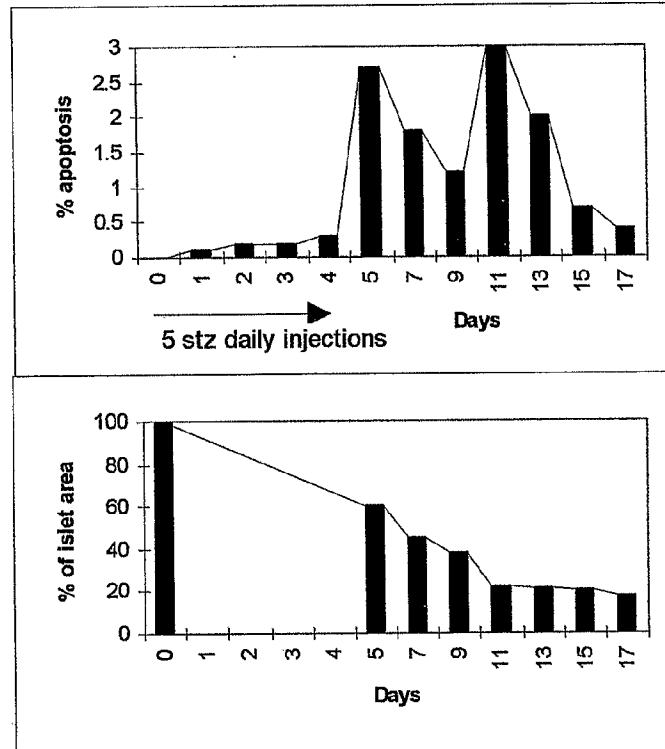 3
2.5
2
1.5
1
0.5
0
% apoptosis
0 1 2 3 4 5 7 9 11 13 15 17
Days
5 stz daily injections
100
80
60
40
20
0
% of islet area
0 1 2 3 4 5 7 9 11 13 15 17
Days